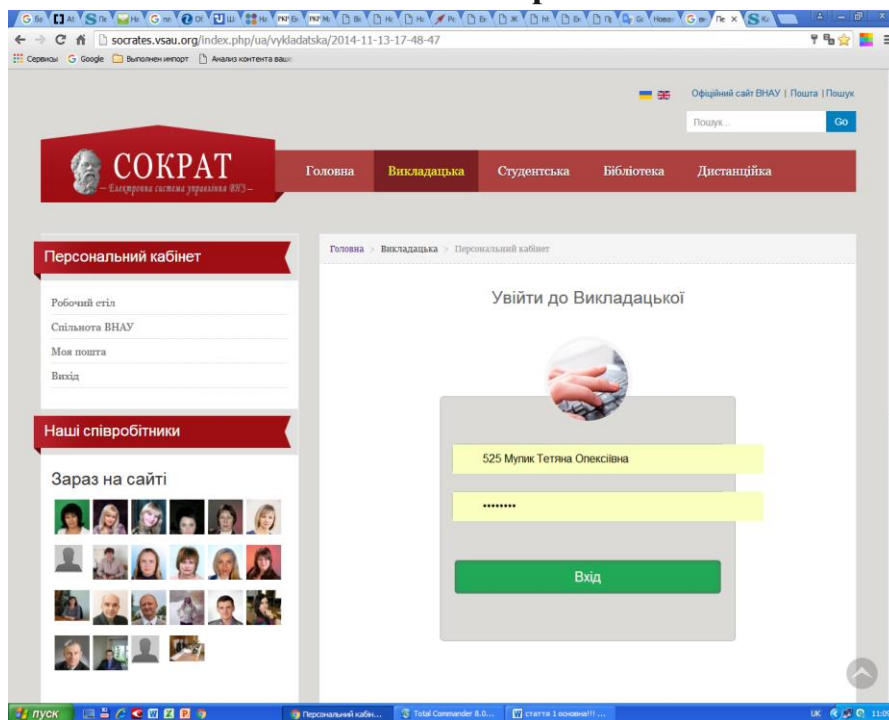 socrates.vsau.org/index.php/ua/vykladatska/2014-11-13-17-48-47
Сервисы Google Выполнен импорт Анализ контента ваше
Офіційний сайт ВНАУ | Пошта | Пошук
Пошук... Go
СОКРАТ
– Електронна система управління ВНЗ –
Головна Викладацька Студентська Бібліотека Дистанційка
Персональний кабінет
Робочий стіл
Спільнота ВНАУ
Моя пошта
Вихід
Наші співробітники
Зараз на сайті
Головна > Викладацька > Персональний кабінет
Увійти до Викладацької
525 Мулик Тетяна Олексіївна
••••••••
Вхід
пуск Персональний кабін... Total Commander 8.0... стаття 1 основна!!! ... UK